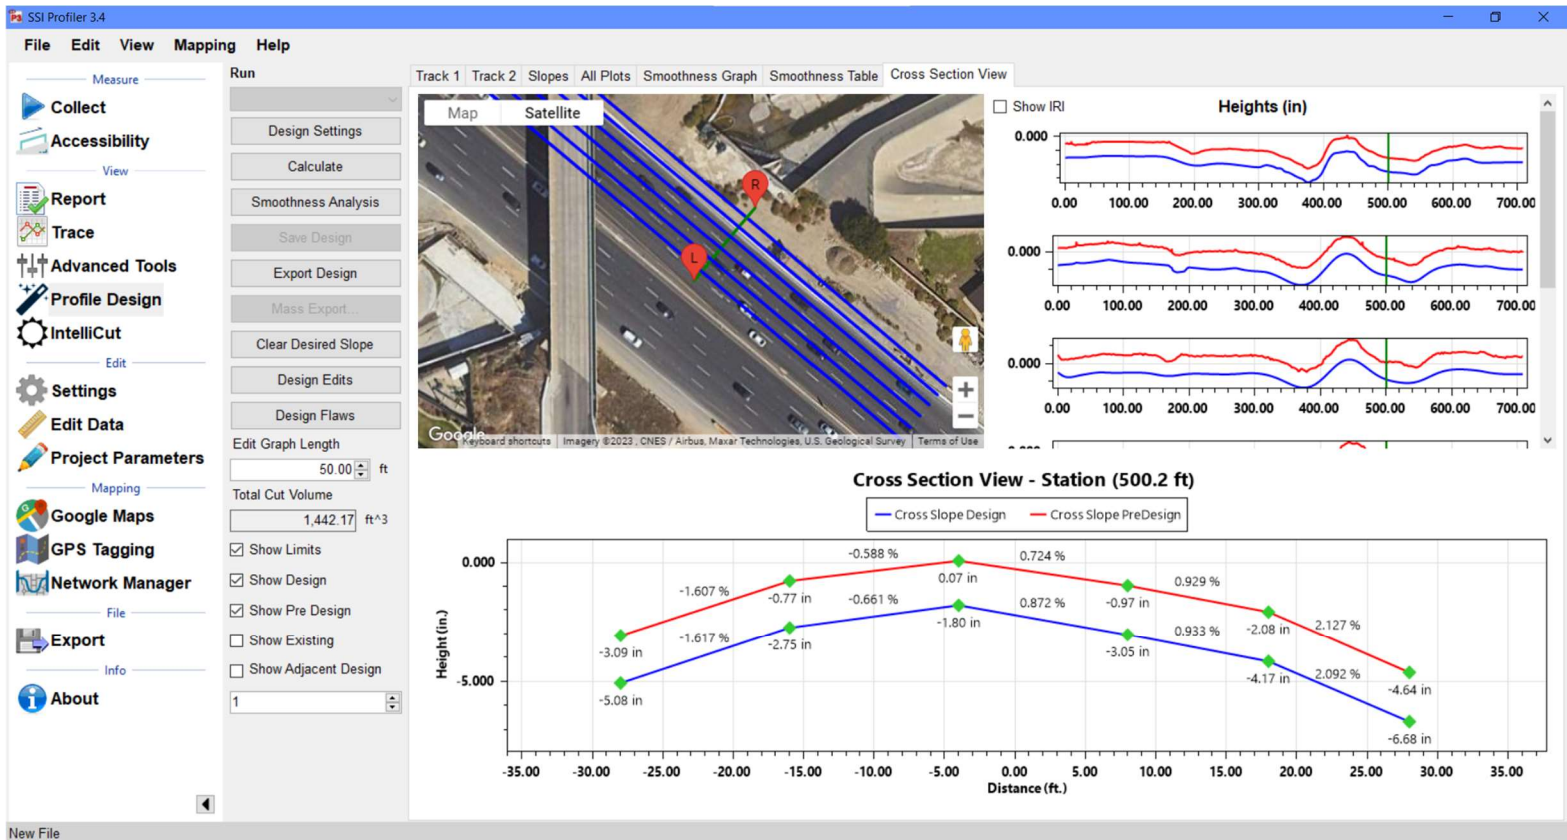 SSI Profiler 3.4
File Edit View Mapping Help
Measure
Collect
Accessibility
View
Report
Trace
Advanced Tools
Profile Design
IntelliCut
Edit
Settings
Edit Data
Project Parameters
Mapping
Google Maps
GPS Tagging
Network Manager
File
Export
Info
About
Run
Design Settings
Calculate
Smoothness Analysis
Save Design
Export Design
Mass Export...
Clear Desired Slope
Design Edits
Design Flaws
Edit Graph Length
50.00 ft
Total Cut Volume
1,442.17 ft^3
Show Limits
Show Design
Show Pre Design
Show Existing
Show Adjacent Design
1
Track 1 Track 2 Slopes All Plots Smoothness Graph Smoothness Table Cross Section View
Map Satellite
R
L
Google
Keyboard shortcuts Imagery ©2023 , CNES / Airbus, Maxar Technologies, U.S. Geological Survey Terms of Use
Show IRI
Heights (in)
0.000
0.00 100.00 200.00 300.00 400.00 500.00 600.00 700.00
0.000
0.00 100.00 200.00 300.00 400.00 500.00 600.00 700.00
0.000
0.00 100.00 200.00 300.00 400.00 500.00 600.00 700.00
Cross Section View - Station (500.2 ft)
Cross Slope Design Cross Slope PreDesign
Height (in.)
0.000
-5.000
-1.607 % -0.588 % 0.724 % 0.929 % 2.127 %
-3.09 in -0.77 in 0.07 in -0.97 in -2.08 in -4.64 in
-1.617 % -0.661 % 0.872 % 0.933 % 2.092 %
-5.08 in -2.75 in -1.80 in -3.05 in -4.17 in -6.68 in
-35.00 -30.00 -25.00 -20.00 -15.00 -10.00 -5.00 0.00 5.00 10.00 15.00 20.00 25.00 30.00 35.00
Distance (ft.)
New File